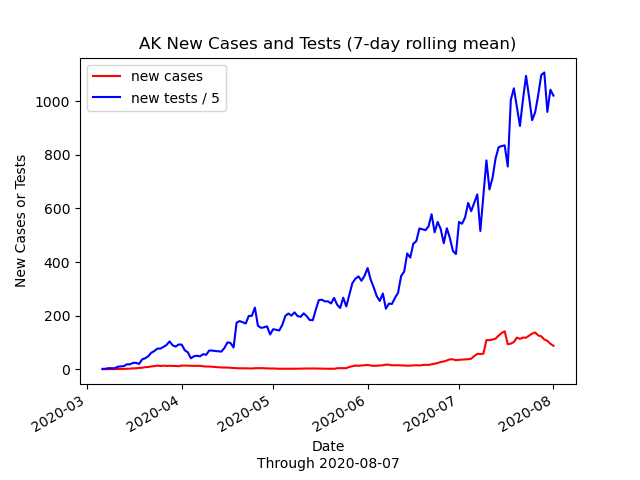 AK New Cases and Tests (7-day rolling mean)
new cases
new tests / 5
New Cases or Tests
1000
800
600
400
200
0
2020-03
2020-04
2020-05
2020-06
2020-07
2020-08
Date
Through 2020-08-07